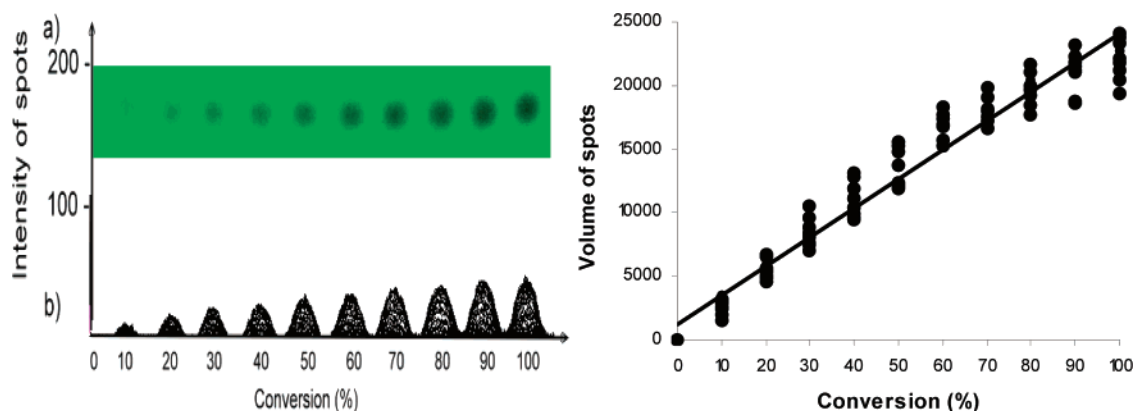 a)
200
100
b)
Intensity of spots
0 10 20 30 40 50 60 70 80 90 100
Conversion (%)
25000
20000
15000
10000
5000
0
Volume of spots
0 10 20 30 40 50 60 70 80 90 100
Conversion (%)